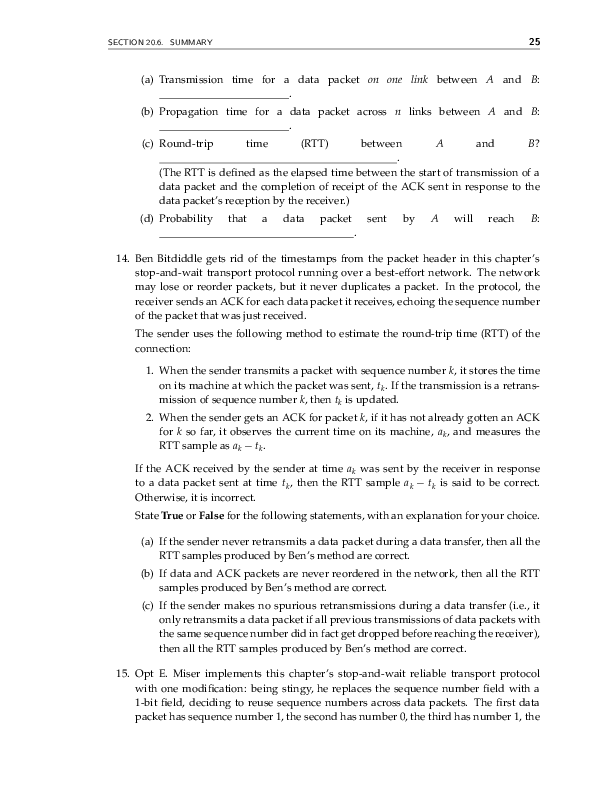 SECTION 20.6. SUMMARY 25
(a) Transmission time for a data packet on one link between A and B:
__________________________.
(b) Propagation time for a data packet across n links between A and B:
__________________________.
(c) Round-trip time (RTT) between A and B?
________________________________________________.
(The RTT is defined as the elapsed time between the start of transmission of a
data packet and the completion of receipt of the ACK sent in response to the
data packet's reception by the receiver.)
(d) Probability that a data packet sent by A will reach B:
_______________________________________.
14. Ben Bitdiddle gets rid of the timestamps from the packet header in this chapter's
stop-and-wait transport protocol running over a best-effort network. The network
may lose or reorder packets, but it never duplicates a packet. In the protocol, the
receiver sends an ACK for each data packet it receives, echoing the sequence number
of the packet that was just received.
The sender uses the following method to estimate the round-trip time (RTT) of the
connection:
1. When the sender transmits a packet with sequence number k, it stores the time
on its machine at which the packet was sent, tk. If the transmission is a retrans-
mission of sequence number k, then tk is updated.
2. When the sender gets an ACK for packet k, if it has not already gotten an ACK
for k so far, it observes the current time on its machine, ak, and measures the
RTT sample as ak − tk.
If the ACK received by the sender at time ak was sent by the receiver in response
to a data packet sent at time tk, then the RTT sample ak − tk is said to be correct.
Otherwise, it is incorrect.
State True or False for the following statements, with an explanation for your choice.
(a) If the sender never retransmits a data packet during a data transfer, then all the
RTT samples produced by Ben's method are correct.
(b) If data and ACK packets are never reordered in the network, then all the RTT
samples produced by Ben's method are correct.
(c) If the sender makes no spurious retransmissions during a data transfer (i.e., it
only retransmits a data packet if all previous transmissions of data packets with
the same sequence number did in fact get dropped before reaching the receiver),
then all the RTT samples produced by Ben's method are correct.
15. Opt E. Miser implements this chapter's stop-and-wait reliable transport protocol
with one modification: being stingy, he replaces the sequence number field with a
1-bit field, deciding to reuse sequence numbers across data packets. The first data
packet has sequence number 1, the second has number 0, the third has number 1, the